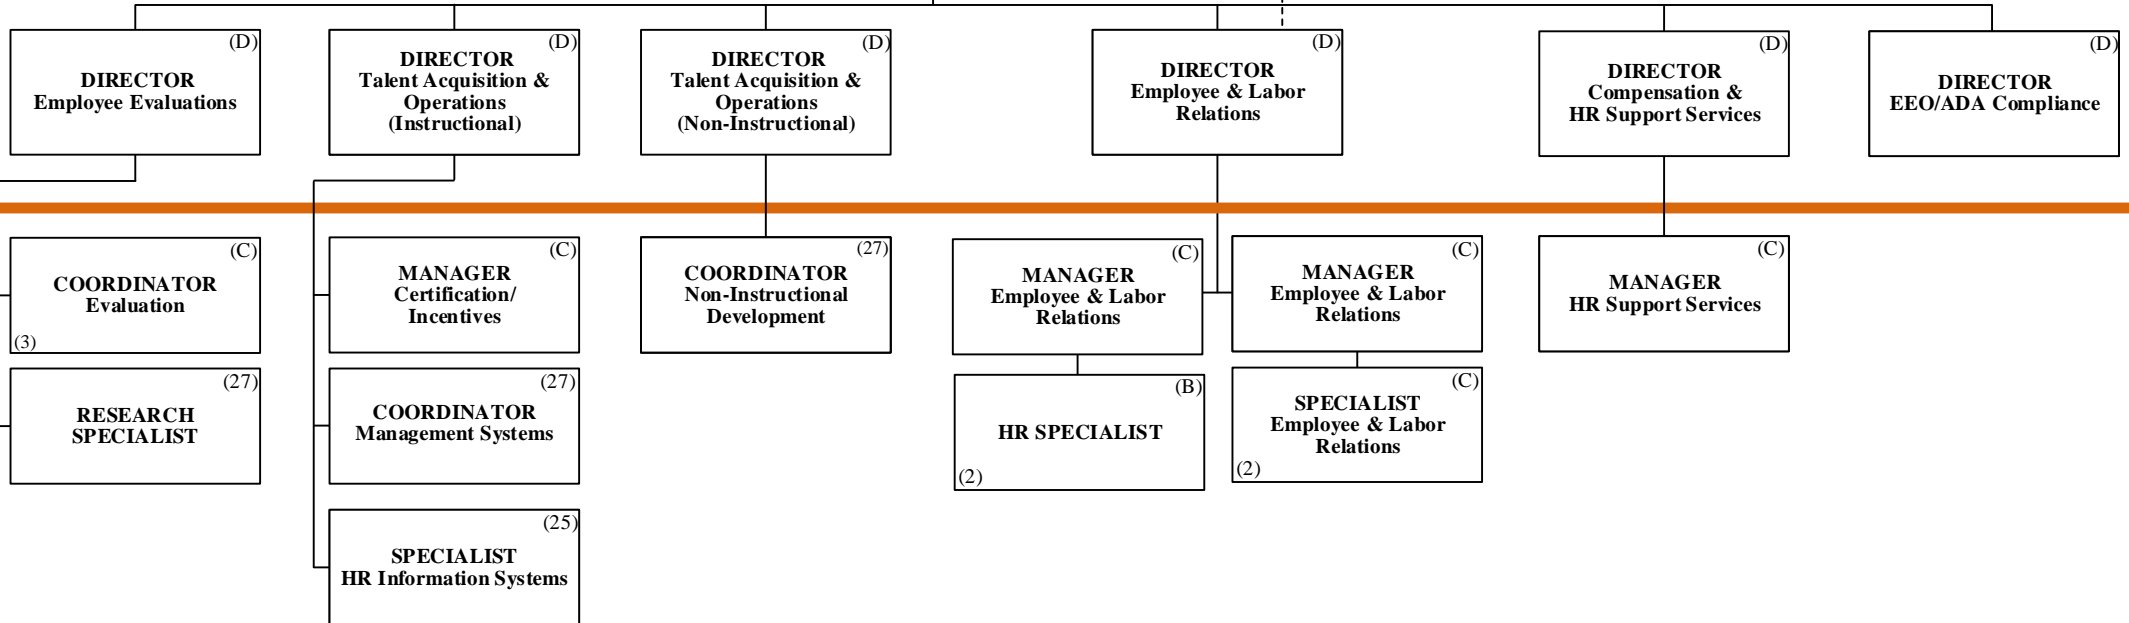 (D)
DIRECTOR
Employee Evaluations
(D)
DIRECTOR
Talent Acquisition &
Operations
(Instructional)
(D)
DIRECTOR
Talent Acquisition &
Operations
(Non-Instructional)
(D)
DIRECTOR
Employee & Labor
Relations
(D)
DIRECTOR
Compensation &
HR Support Services
(D)
DIRECTOR
EEO/ADA Compliance
(C)
COORDINATOR
Evaluation
(3)
(C)
MANAGER
Certification/
Incentives
(27)
COORDINATOR
Non-Instructional
Development
(C)
MANAGER
Employee & Labor
Relations
(C)
MANAGER
Employee & Labor
Relations
(C)
MANAGER
HR Support Services
(27)
RESEARCH
SPECIALIST
(27)
COORDINATOR
Management Systems
(B)
HR SPECIALIST
(2)
(C)
SPECIALIST
Employee & Labor
Relations
(2)
(25)
SPECIALIST
HR Information Systems